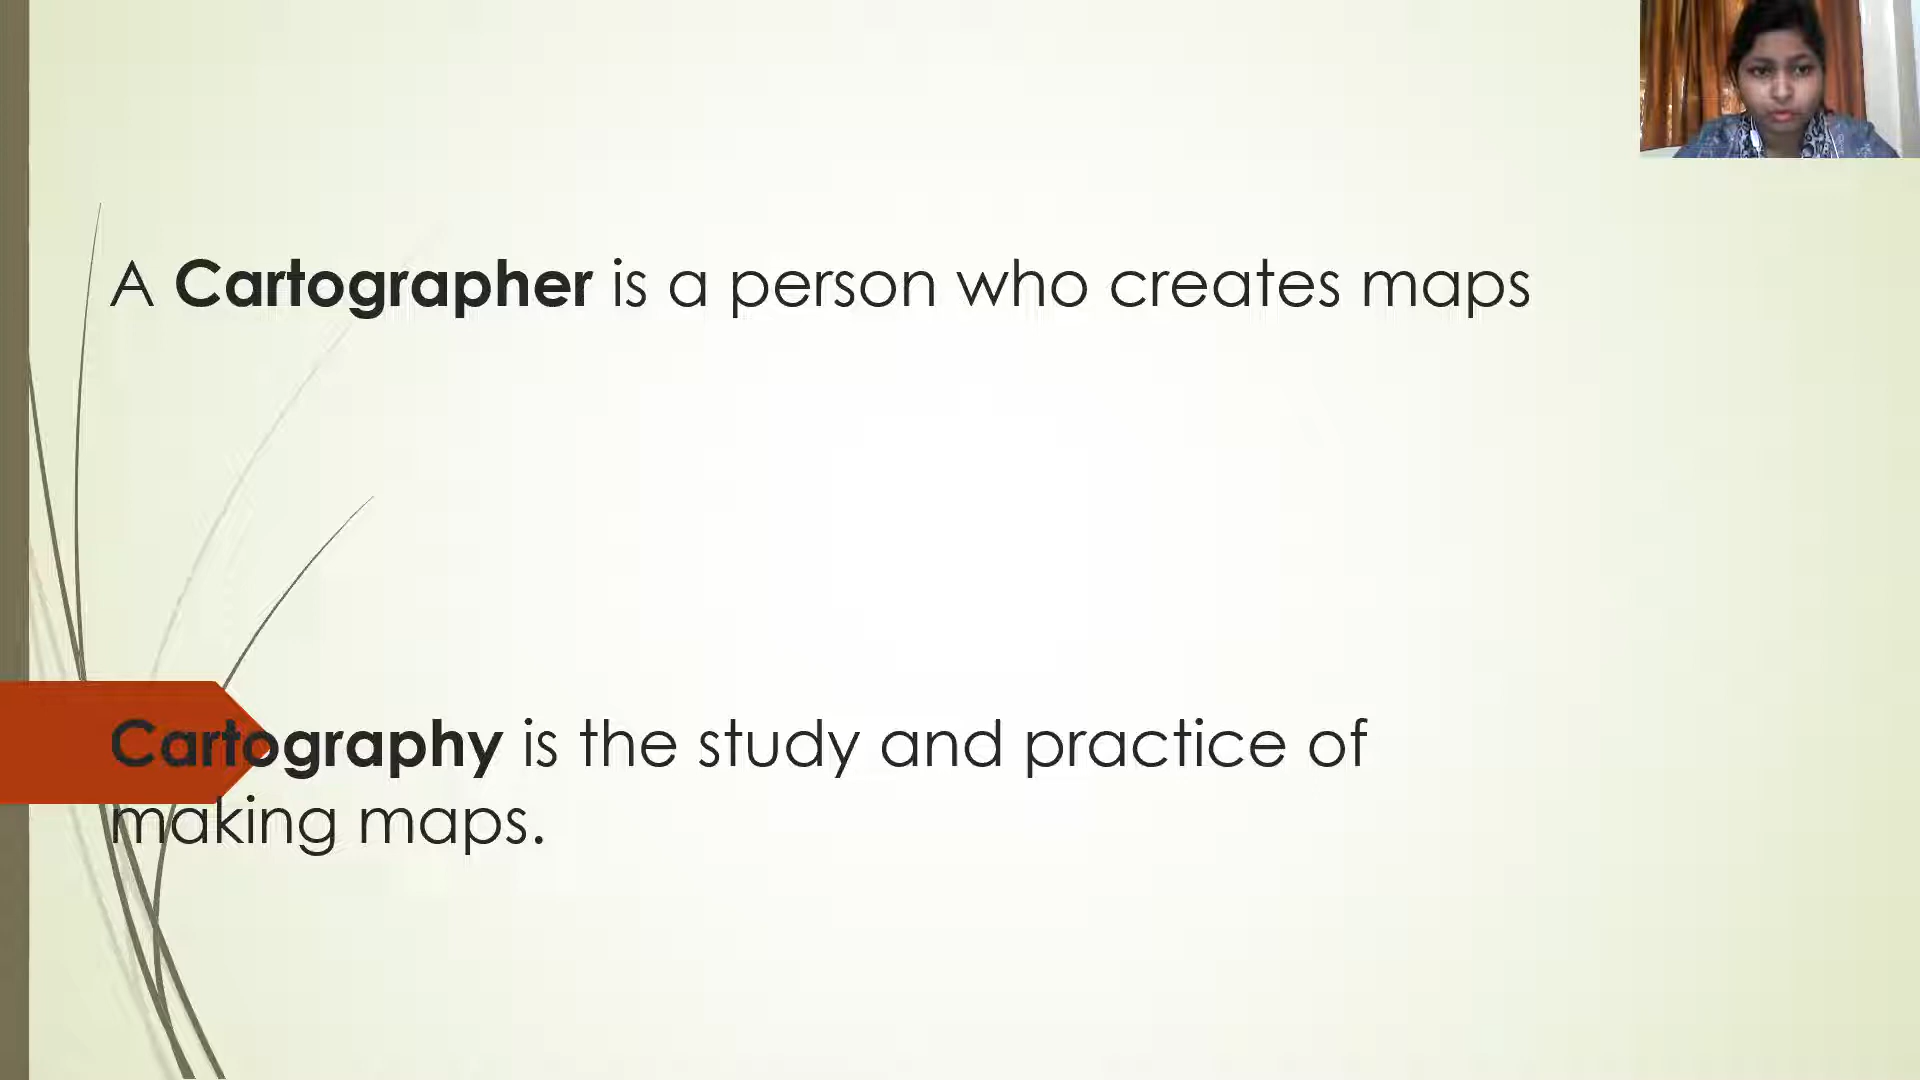 A Cartographer is a person who creates maps
Cartography is the study and practice of
making maps.